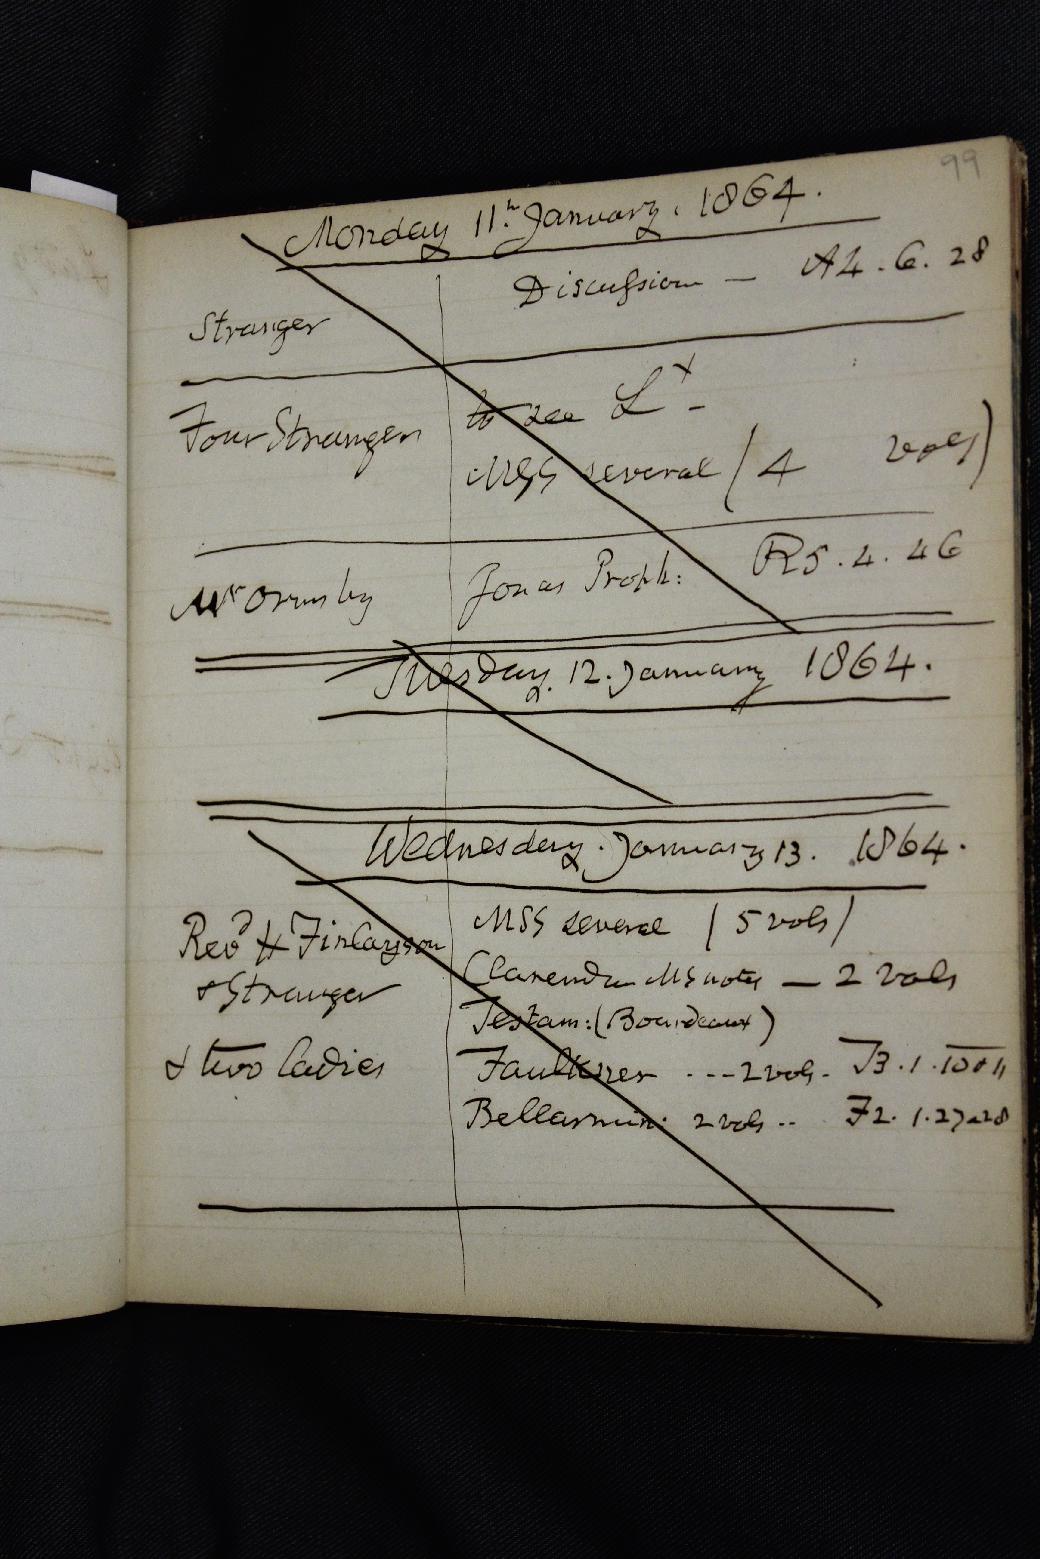 99
Monday 11th January. 1864.
Stranger Discussion — A4.6.28
Four Strangers to see Lx –
MSS several (4 vols)
Mr Ormsby Jonas Proph: R5.4.46
Tuesday. 12. January 1864.
Wednesday. January 13. 1864.
Revd H Finlayson MSS several (5 vols)
& Stranger Clarendon MS notes — 2 vols
Testam: (Bourdeaux)
& two ladies Faulkner --- 2 vols. B.1.10 & 11
Bellarmin: 2 vols .. F2.1.27 & 28